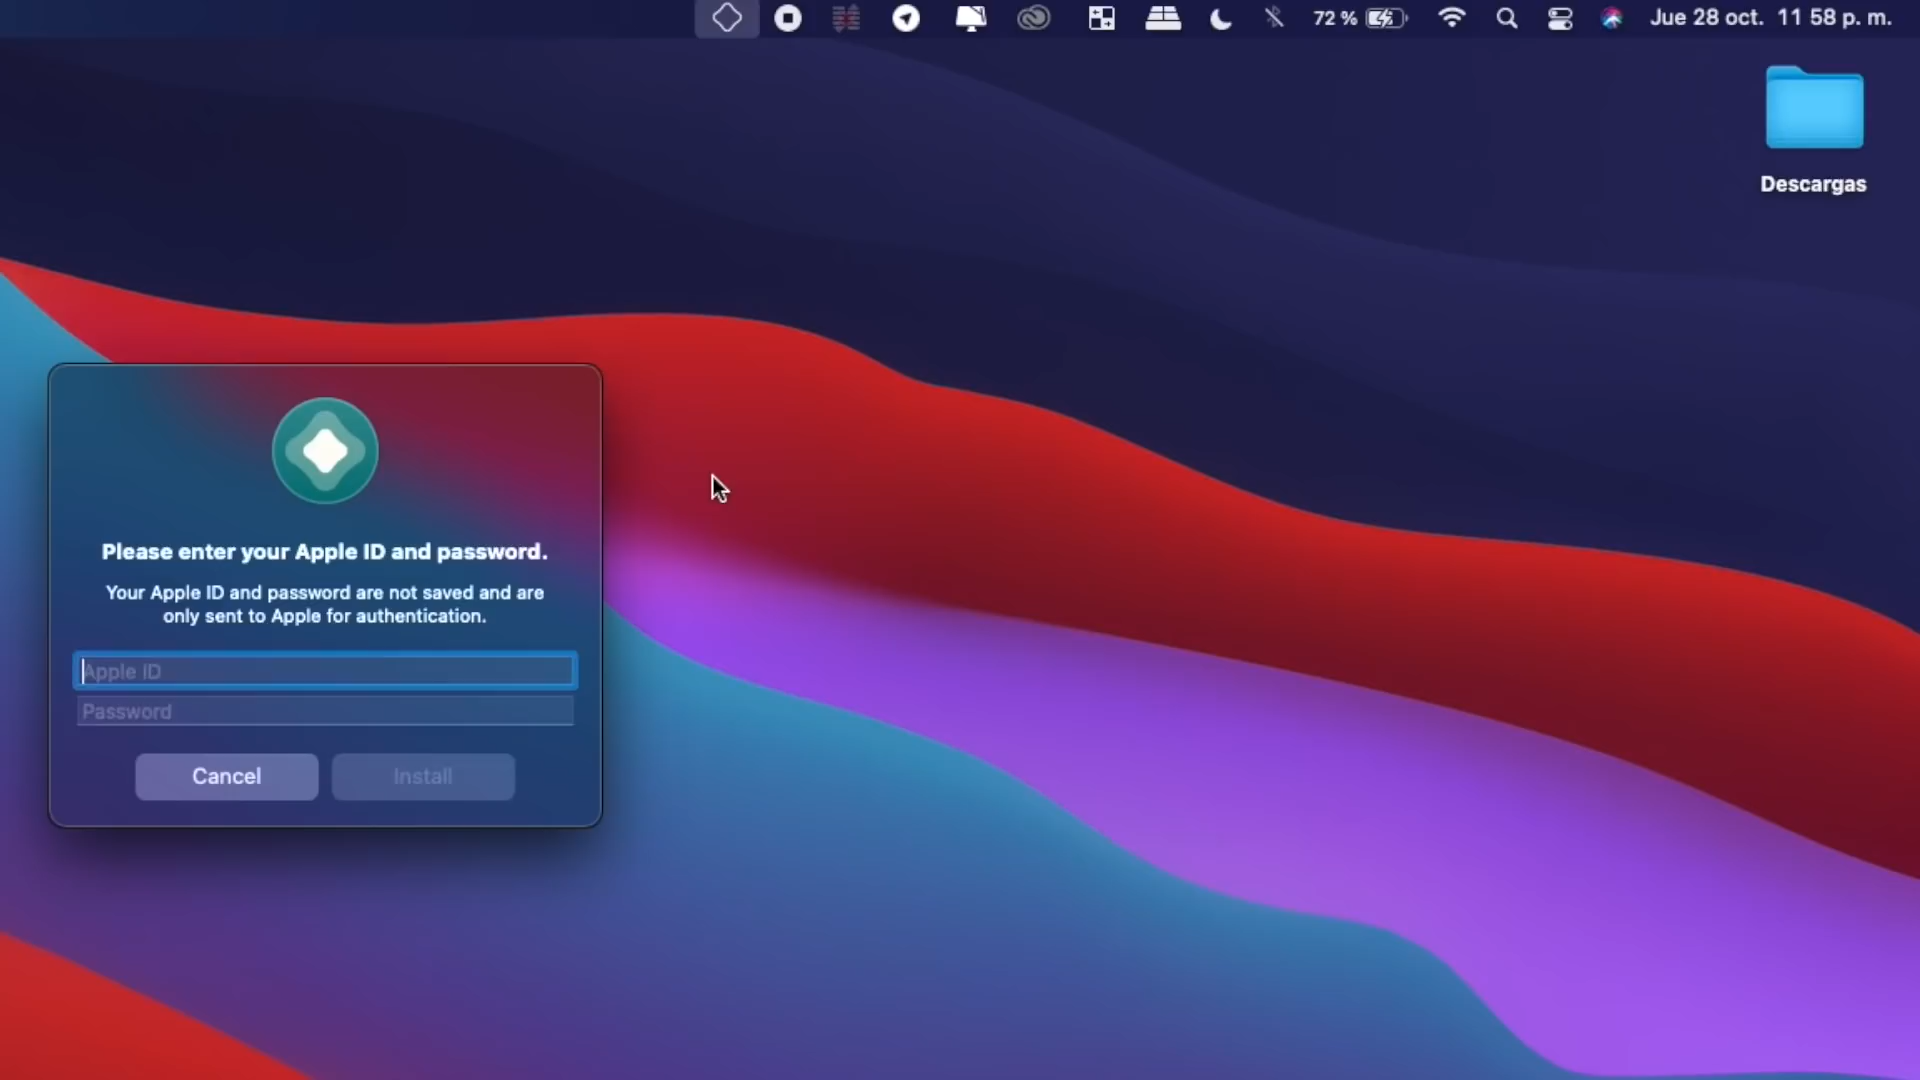 72 % Jue 28 oct. 11 58 p. m.
Descargas
Please enter your Apple ID and password.
Your Apple ID and password are not saved and are
only sent to Apple for authentication.
Apple ID
Password
Cancel Install